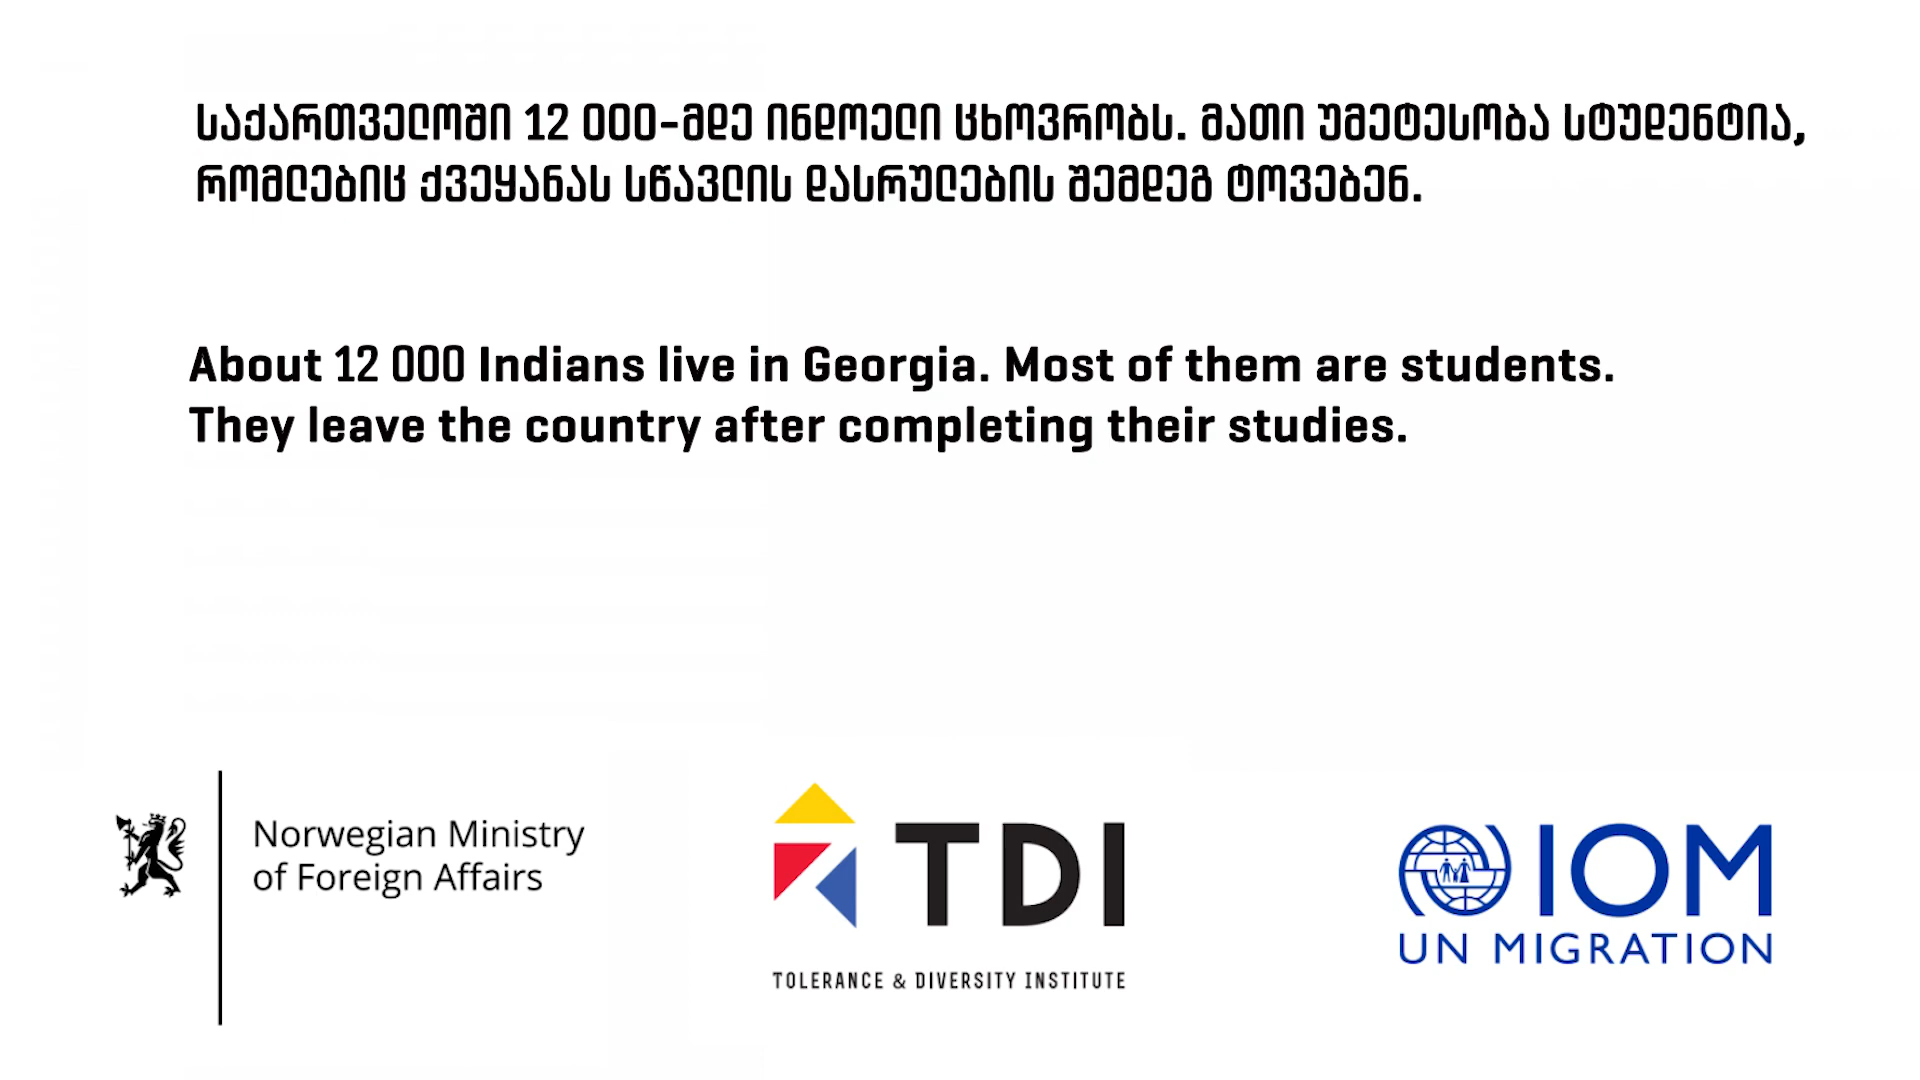 საქართველოში 12 000-მდე ინდოელი ცხოვრობს. მათი უმეტესობა სტუდენტია,
რომლებიც ქვეყანას სწავლის დასრულების შემდეგ ტოვებენ.
About 12 000 Indians live in Georgia. Most of them are students.
They leave the country after completing their studies.
Norwegian Ministry
of Foreign Affairs
TDI
TOLERANCE & DIVERSITY INSTITUTE
IOM
UN MIGRATION